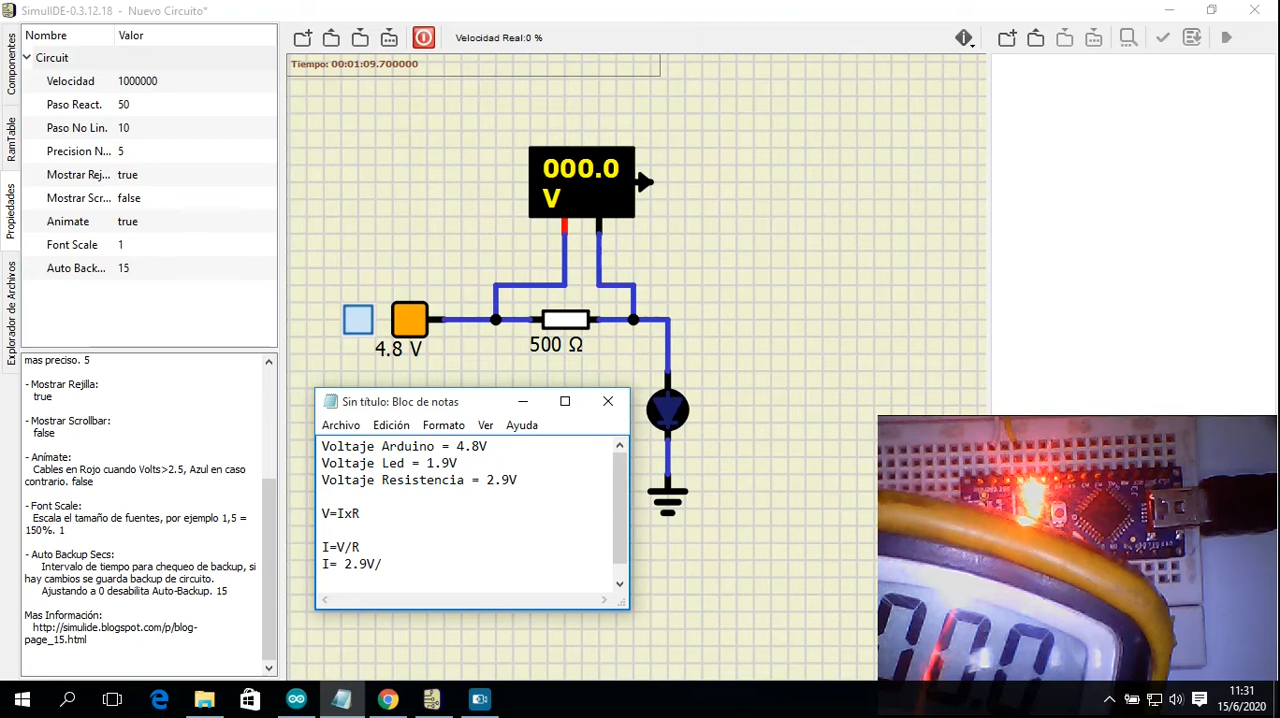 SimulIDE-0.3.12.18 - Nuevo Circuito*
Componentes
RamTable
Propiedades
Explorador de Archivos
Nombre Valor
Circuit
Velocidad 1000000
Paso React. 50
Paso No Lin. 10
Precision N... 5
Mostrar Rej... true
Mostrar Scr... false
Animate true
Font Scale 1
Auto Back... 15
mas preciso. 5
- Mostrar Rejilla:
true
- Mostrar Scrollbar:
false
- Anímate:
Cables en Rojo cuando Volts>2.5, Azul en caso
contrario. false
- Font Scale:
Escala el tamaño de fuentes, por ejemplo 1,5 =
150%. 1
- Auto Backup Secs:
Intervalo de tiempo para chequeo de backup, si
hay cambios se guarda backup de circuito.
Ajustando a 0 desabilita Auto-Backup. 15
Mas Información:
http://simulide.blogspot.com/p/blog-
page_15.html
Velocidad Real:0 %
Tiempo: 00:01:09.700000
000.0
V
4.8 V
500 Ω
Sin título: Bloc de notas
Archivo Edición Formato Ver Ayuda
Voltaje Arduino = 4.8V
Voltaje Led = 1.9V
Voltaje Resistencia = 2.9V
V=IxR
I=V/R
I= 2.9V/
00.0
11:31
15/6/2020